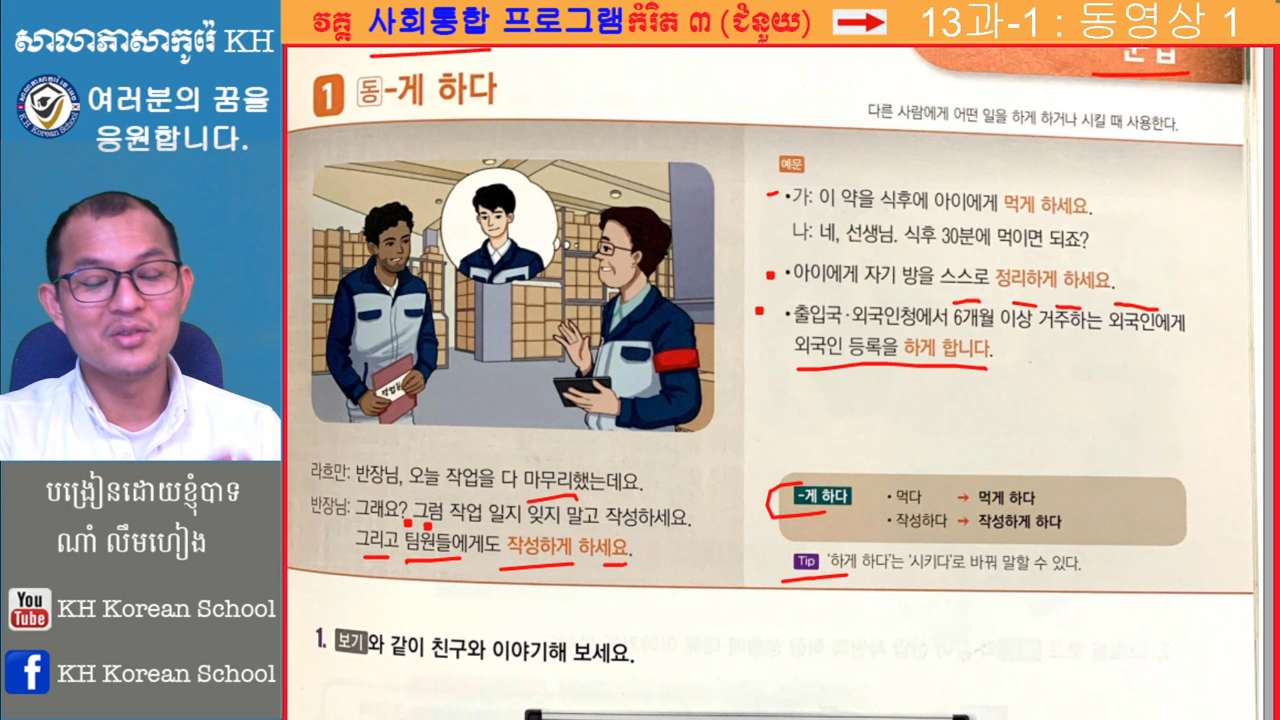 វគ្គ 사회통합 프로그램 កំរិត ៣ (ជំនួយ) 13과-1 : 동영상 1
សាលាភាសាកូរ៉េ KH
여러분의 꿈을
응원합니다.
បង្រៀនដោយខ្ញុំបាទ
ណាំ លឹមហៀង
You Tube KH Korean School
f KH Korean School
문법
1 동 -게 하다
다른 사람에게 어떤 일을 하게 하거나 시킬 때 사용한다.
예문
•가: 이 약을 식후에 아이에게 먹게 하세요.
나: 네, 선생님. 식후 30분에 먹이면 되죠?
•아이에게 자기 방을 스스로 정리하게 하세요.
•출입국·외국인청에서 6개월 이상 거주하는 외국인에게
외국인 등록을 하게 합니다.
라흐만: 반장님, 오늘 작업을 다 마무리했는데요.
반장님: 그래요? 그럼 작업 일지 잊지 말고 작성하세요.
그리고 팀원들에게도 작성하게 하세요.
-게 하다 •먹다 → 먹게 하다
•작성하다 → 작성하게 하다
Tip '하게 하다'는 '시키다'로 바꿔 말할 수 있다.
1. 보기와 같이 친구와 이야기해 보세요.